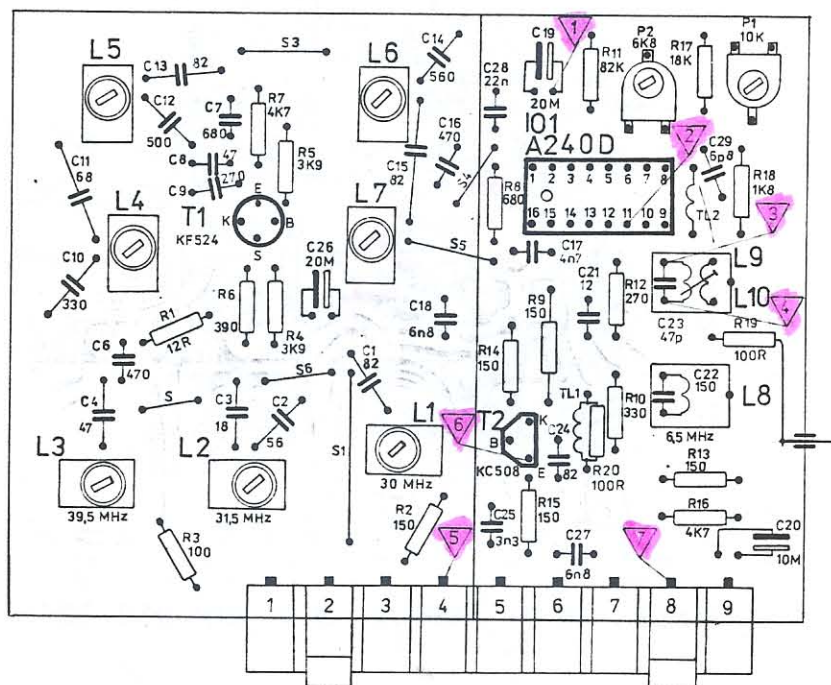 L5
C13
82
S3
L6
C14
560
C28
22n
C19
20M
1
R11
82K
P2
6K8
R17
18K
P1
10K
C12
500
C7
680
R7
4K7
C16
470
IO1
A240D
2
C29
6p8
C11
68
C8
47
C9
270
R5
3K9
C15
82
S4
R8
680
1 2 3 4 5 6 7 8
16 15 14 13 12 11 10 9
TL2
R18
1K8
3
L4
T1
KF524
E
K
B
S
L7
C26
20M
S5
C17
4n7
C21
12
R12
270
L9
L10
4
C10
330
R1
12R
R6
390
R4
3K9
C18
6n8
R9
150
C23
47p
R19
100R
C6
470
S6
C1
82
R14
150
TL1
R10
330
C22
150
L8
6,5 MHz
C4
47
S
C3
18
C2
56
S1
L1
30 MHz
6
T2
KC508
K
B
E
C24
82
R20
100R
L3
39,5 MHz
L2
31,5 MHz
R13
150
R3
100
R2
150
5
C25
3n3
R15
150
R16
4K7
C27
6n8
7
C20
10M
1 2 3 4 5 6 7 8 9